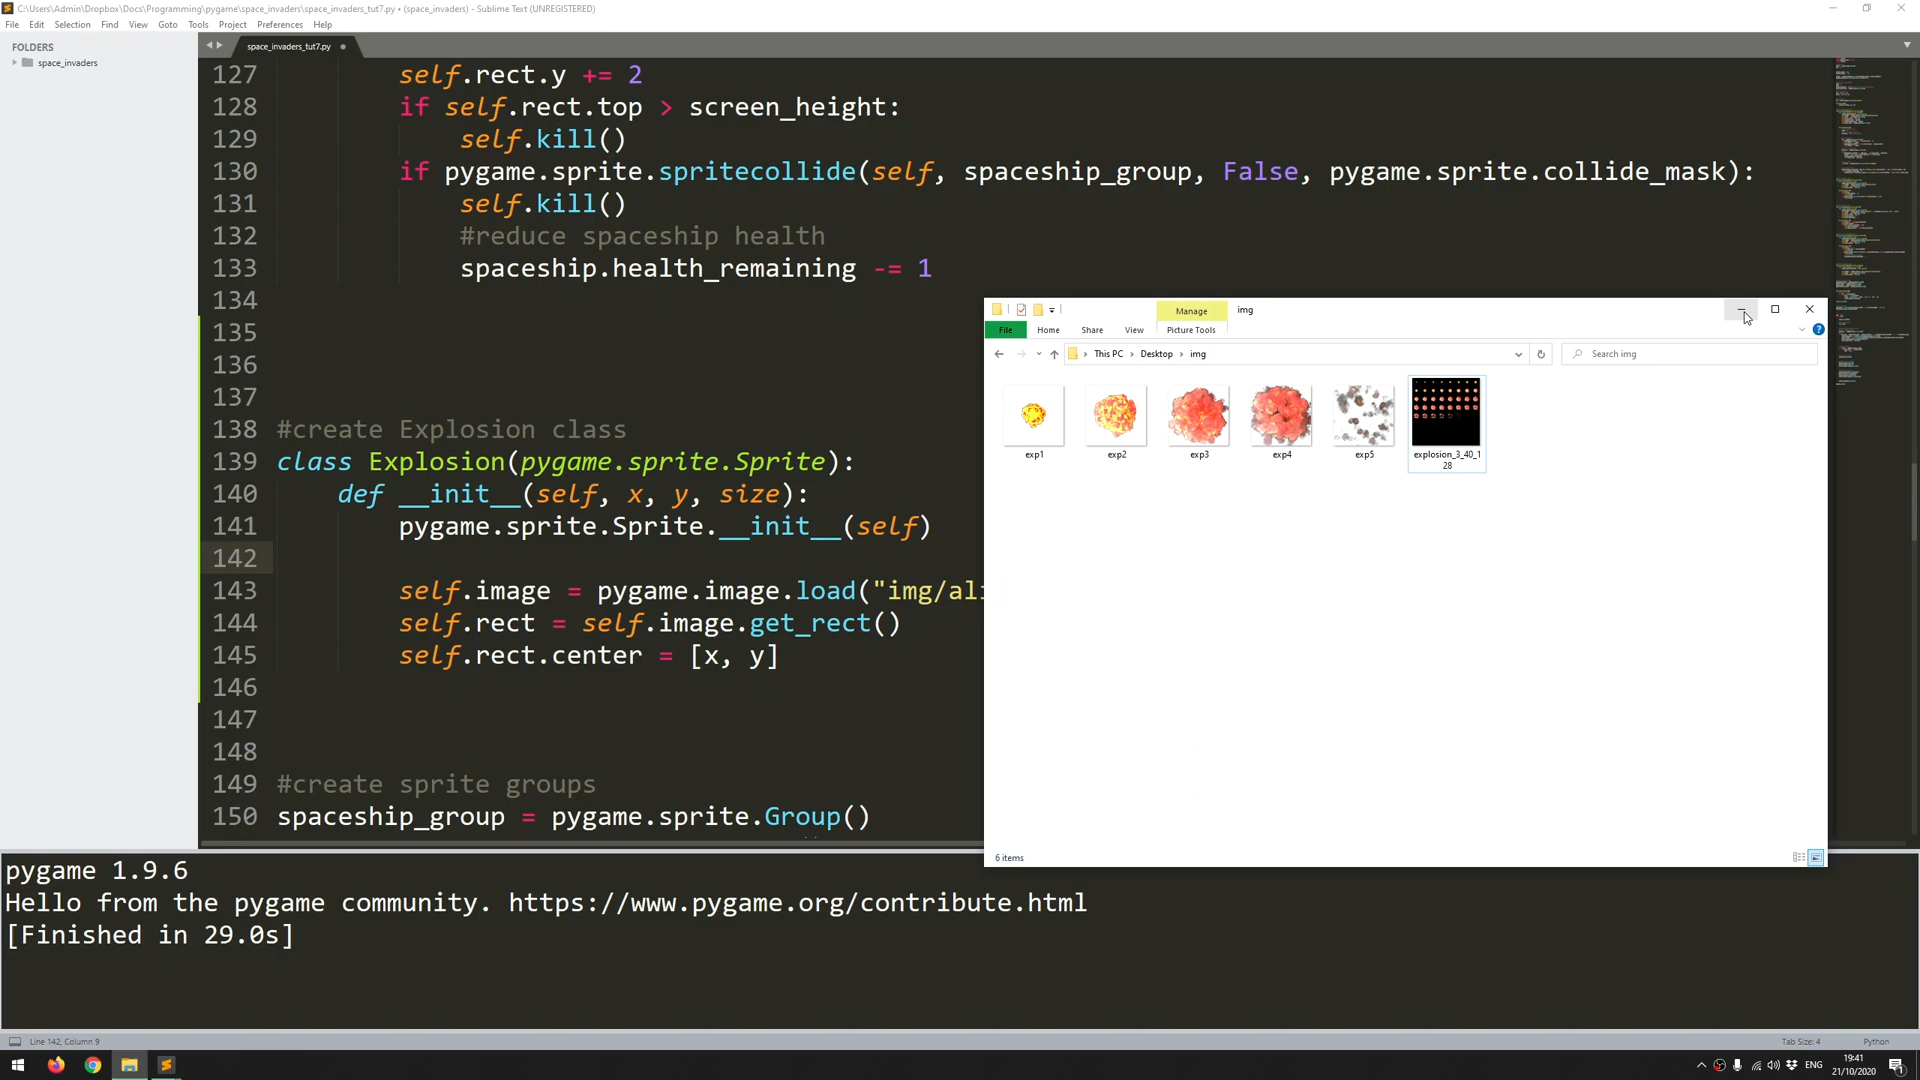 C:\Users\Admin\Dropbox\Docs\Programming\pygame\space_invaders\space_invaders_tut7.py • (space_invaders) - Sublime Text (UNREGISTERED)
File Edit Selection Find View Goto Tools Project Preferences Help
FOLDERS
space_invaders
space_invaders_tut7.py
127 self.rect.y += 2
128 if self.rect.top > screen_height:
129 self.kill()
130 if pygame.sprite.spritecollide(self, spaceship_group, False, pygame.sprite.collide_mask):
131 self.kill()
132 #reduce spaceship health
133 spaceship.health_remaining -= 1
134
135
136
137
138 #create Explosion class
139 class Explosion(pygame.sprite.Sprite):
140 def __init__(self, x, y, size):
141 pygame.sprite.Sprite.__init__(self)
142
143 self.image = pygame.image.load("img/ali
144 self.rect = self.image.get_rect()
145 self.rect.center = [x, y]
146
147
148
149 #create sprite groups
150 spaceship_group = pygame.sprite.Group()
Manage img
File Home Share View Picture Tools
This PC Desktop img
Search img
exp1 exp2 exp3 exp4 exp5 explosion_3_40_1
28
6 items
pygame 1.9.6
Hello from the pygame community. https://www.pygame.org/contribute.html
[Finished in 29.0s]
Line 142, Column 9
Tab Size: 4 Python
ENG
19:41
21/10/2020